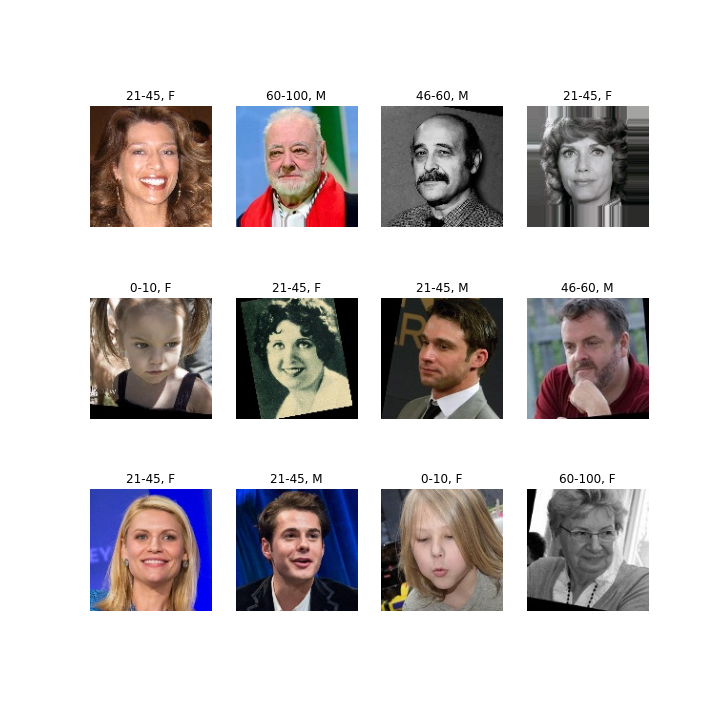 21-45, F
60-100, M
46-60, M
21-45, F
0-10, F
21-45, F
21-45, M
46-60, M
21-45, F
21-45, M
0-10, F
60-100, F